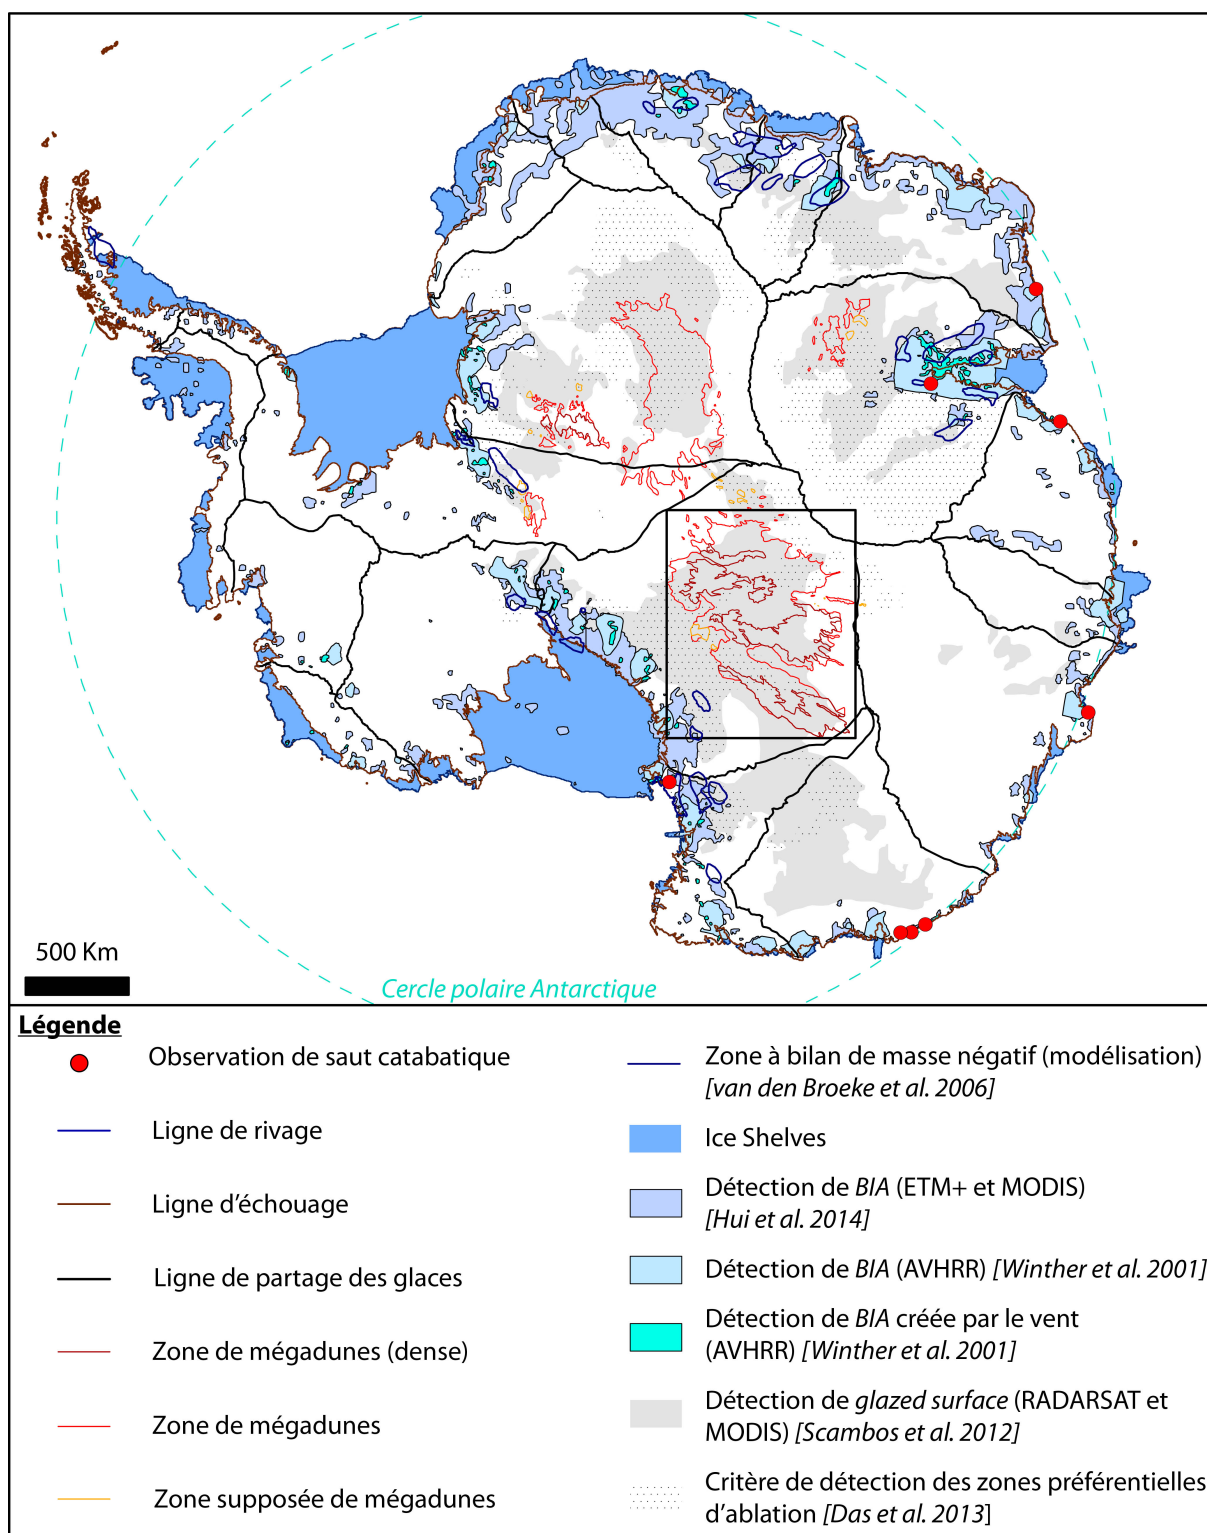 500 Km
Cercle polaire Antarctique
Légende
Observation de saut catabatique
Ligne de rivage
Ligne d'échouage
Ligne de partage des glaces
Zone de mégadunes (dense)
Zone de mégadunes
Zone supposée de mégadunes
Zone à bilan de masse négatif (modélisation)
[van den Broeke et al. 2006]
Ice Shelves
Détection de BIA (ETM+ et MODIS)
[Hui et al. 2014]
Détection de BIA (AVHRR) [Winther et al. 2001]
Détection de BIA créée par le vent
(AVHRR) [Winther et al. 2001]
Détection de glazed surface (RADARSAT et
MODIS) [Scambos et al. 2012]
Critère de détection des zones préférentielles
d'ablation [Das et al. 2013]